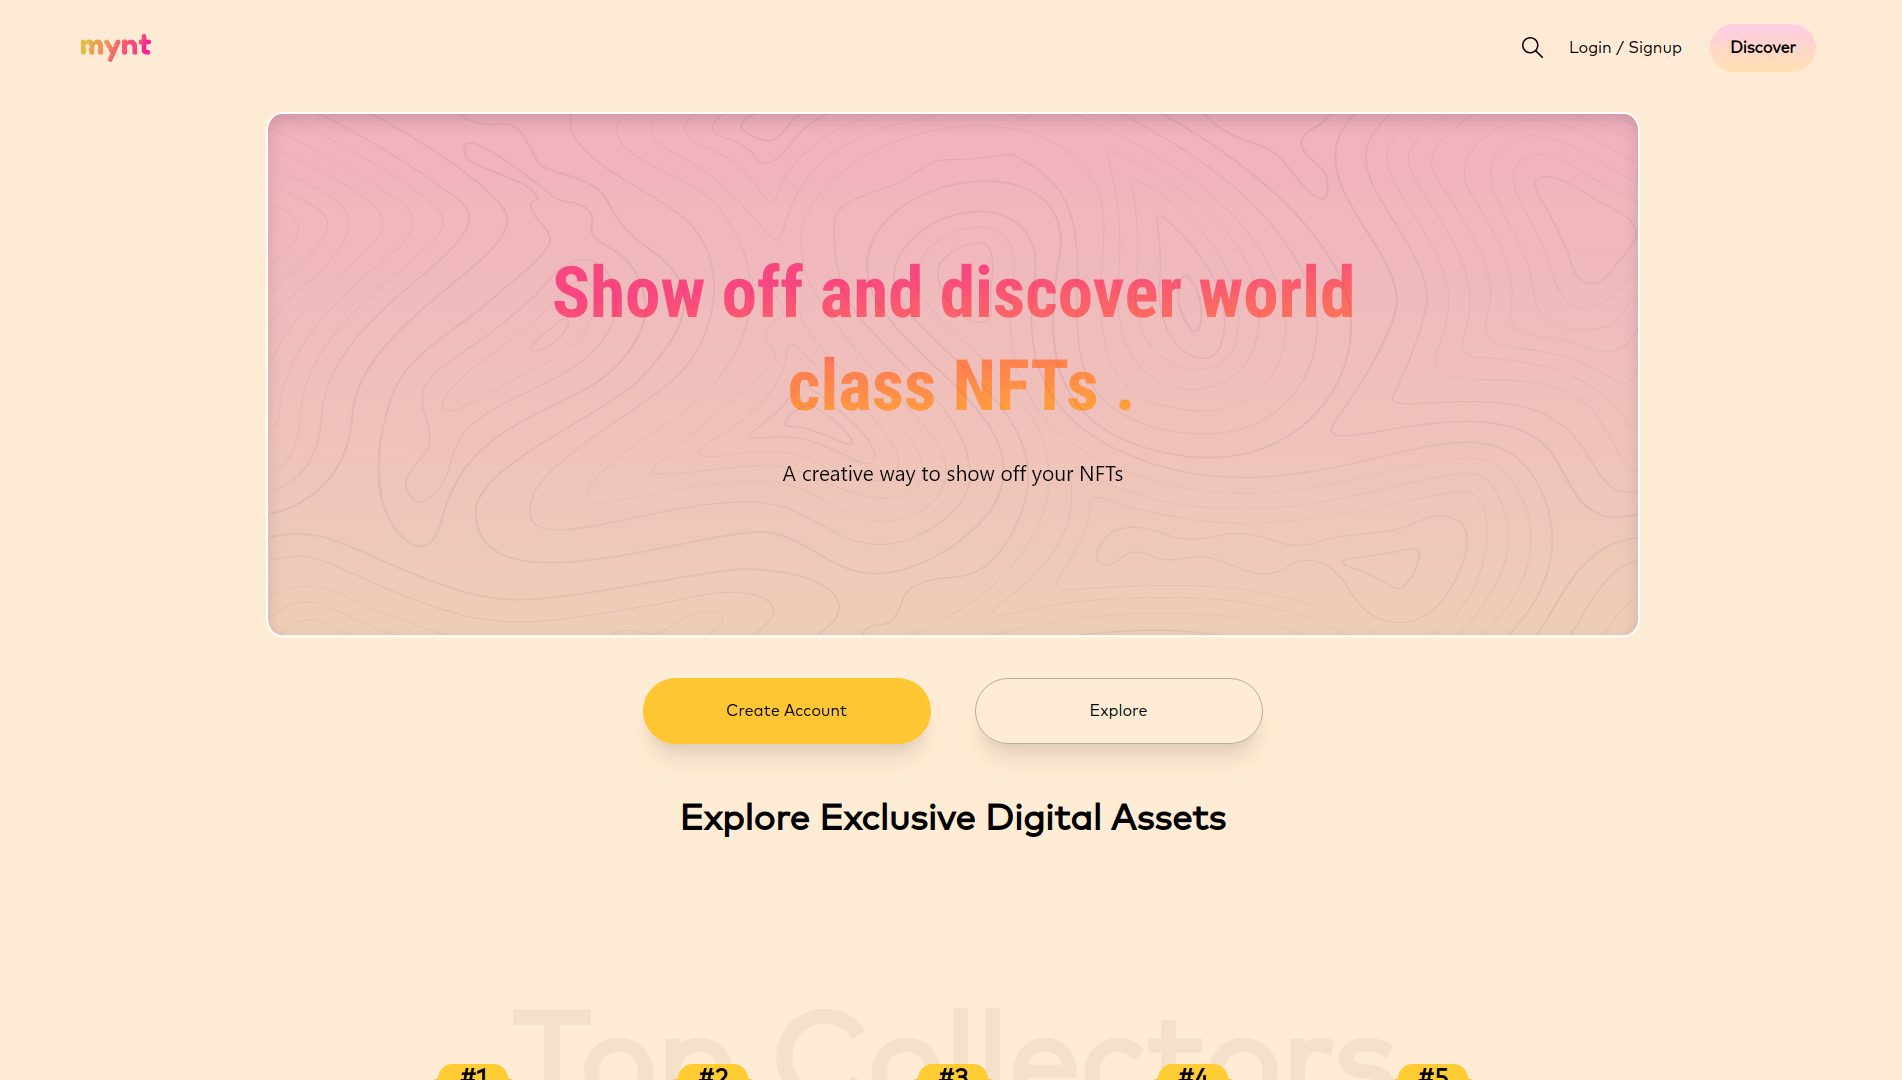 mynt
Login / Signup
Discover
Show off and discover world
class NFTs .
A creative way to show off your NFTs
Create Account
Explore
Explore Exclusive Digital Assets
Top Collectors
#1
#2
#3
#4
#5